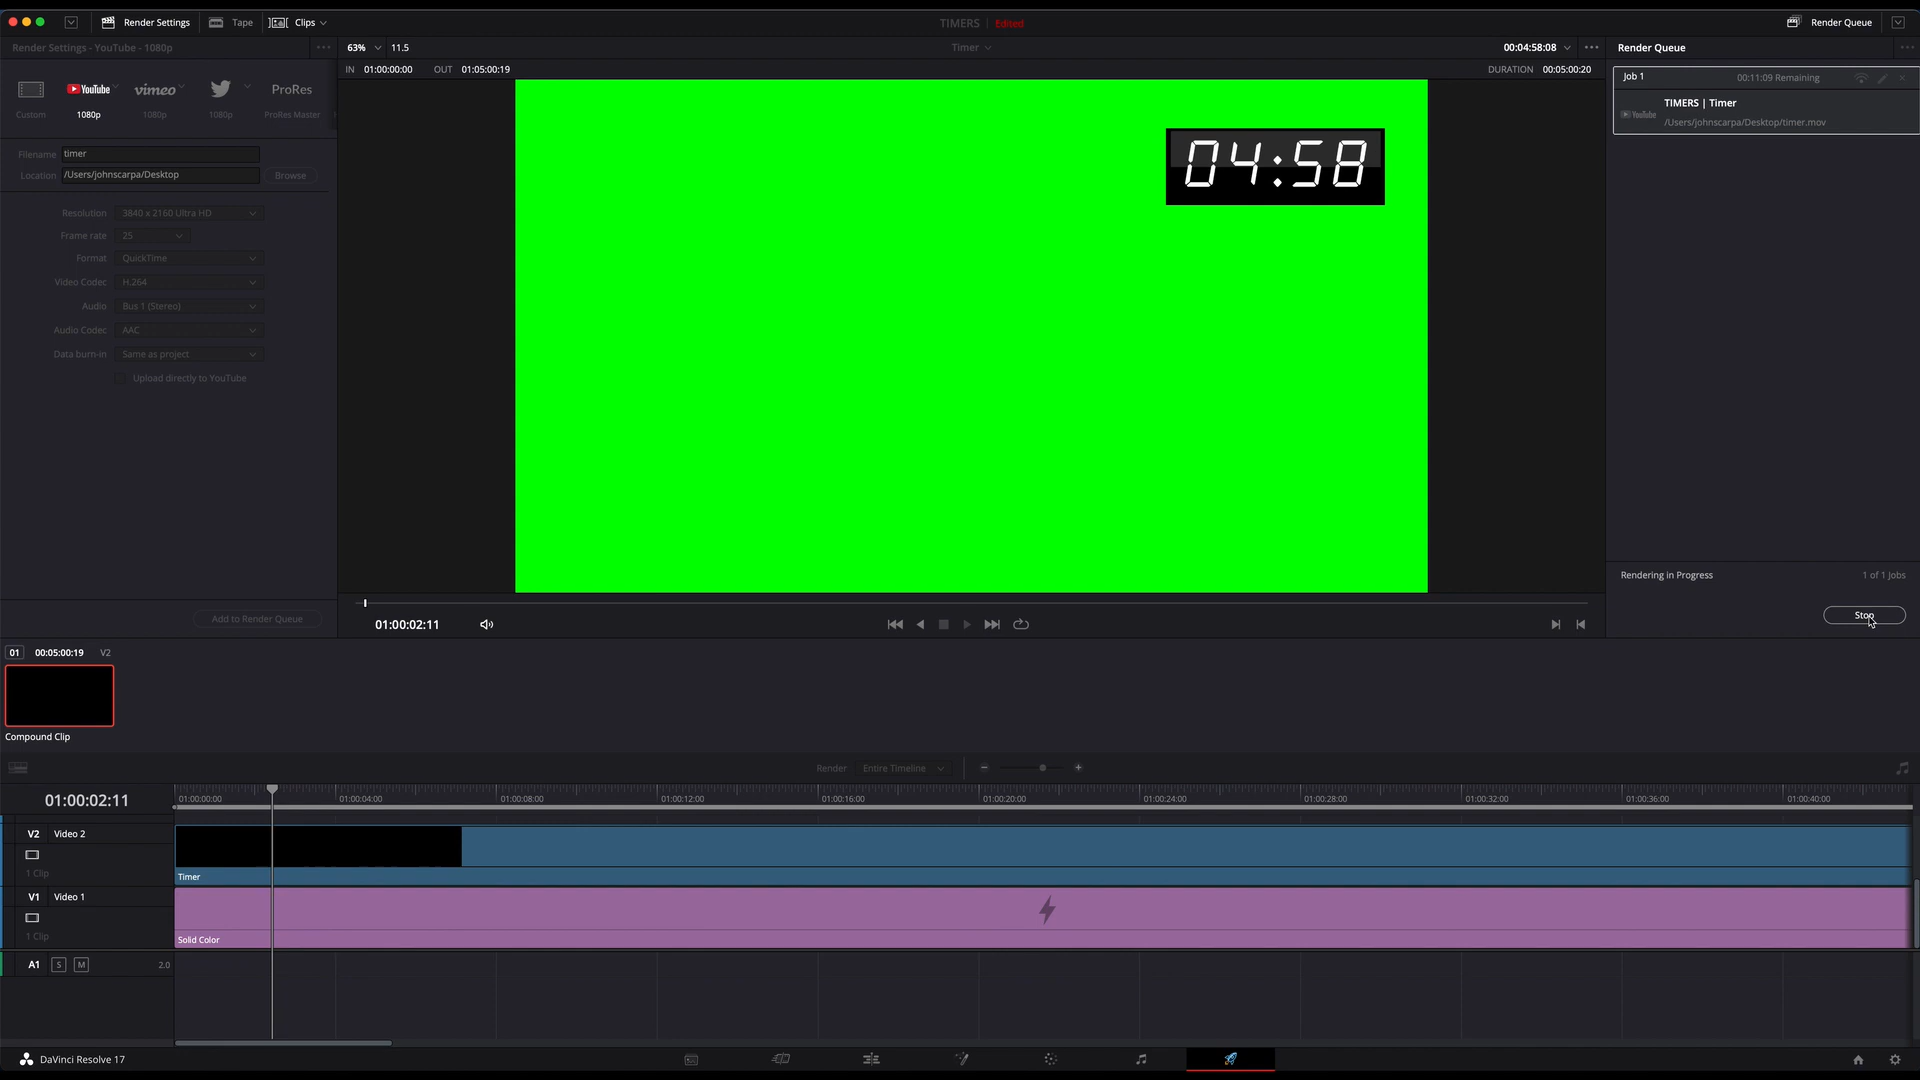 Render Settings
Tape
Clips
TIMERS
Edited
Render Queue
Render Settings - YouTube - 1080p
63%
11.5
Timer
00:04:58:08
Render Queue
IN 01:00:00:00 OUT 01:05:00:19
DURATION 00:05:00:20
Job 1
00:11:09 Remaining
TIMERS | Timer
YouTube
/Users/johnscarpa/Desktop/timer.mov
YouTube
vimeo
ProRes
Custom
1080p
1080p
1080p
ProRes Master
04:58
Filename timer
Location /Users/johnscarpa/Desktop
Browse
Resolution 3840 x 2160 Ultra HD
Frame rate 25
Format QuickTime
Video Codec H.264
Audio Bus 1 (Stereo)
Audio Codec AAC
Data burn-in Same as project
Upload directly to YouTube
Rendering in Progress
1 of 1 Jobs
Stop
Add to Render Queue
01:00:02:11
01 00:05:00:19 V2
Compound Clip
Render Entire Timeline
01:00:02:11
01:00:00:00
01:00:04:00
01:00:08:00
01:00:12:00
01:00:16:00
01:00:20:00
01:00:24:00
01:00:28:00
01:00:32:00
01:00:36:00
01:00:40:00
V2 Video 2
1 Clip
Timer
V1 Video 1
1 Clip
Solid Color
A1 S M 2.0
DaVinci Resolve 17